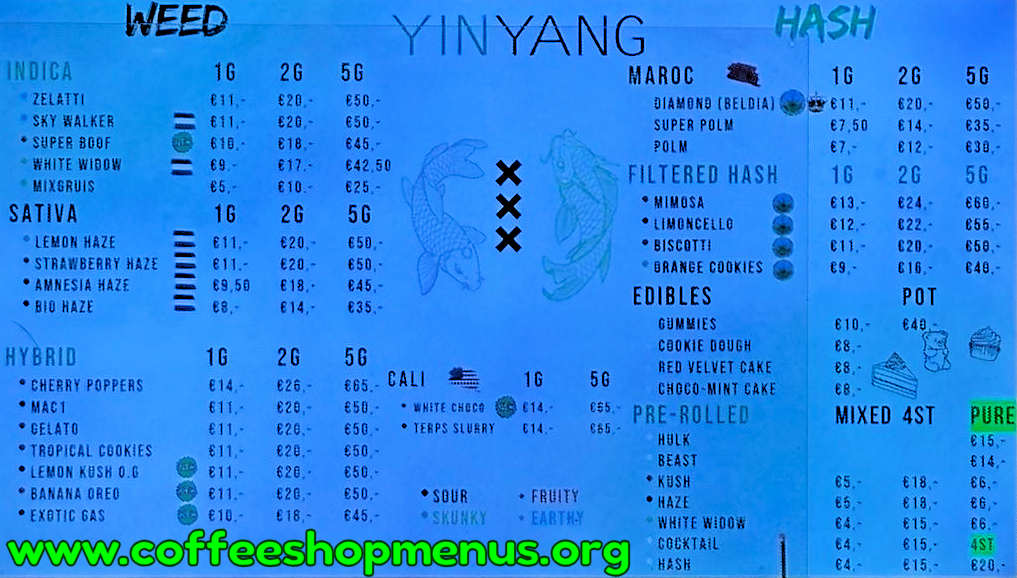 WEED
YINYANG
HASH
INDICA 1G 2G 5G
ZELATTI €11,- €20,- €50,-
SKY WALKER €11,- €20,- €50,-
SUPER BOOF €10,- €18,- €45,-
WHITE WIDOW €9,- €17,- €42,50
MIXGRUIS €5,- €10,- €25,-
SATIVA 1G 2G 5G
LEMON HAZE €11,- €20,- €50,-
STRAWBERRY HAZE €11,- €20,- €50,-
AMNESIA HAZE €9,50 €18,- €45,-
BIO HAZE €8,- €14,- €35,-
HYBRID 1G 2G 5G
CHERRY POPPERS €14,- €26,- €65,-
MAC1 €11,- €20,- €50,-
GELATO €11,- €20,- €50,-
TROPICAL COOKIES €11,- €20,- €50,-
LEMON KUSH O.G €11,- €20,- €50,-
BANANA OREO €11,- €20,- €50,-
EXOTIC GAS €10,- €18,- €45,-
CALI 1G 5G
WHITE CHOCO €14,- €65,-
TERPS SLURRY €14,- €65,-
SOUR FRUITY
SKUNKY EARTHY
MAROC 1G 2G 5G
DIAMOND (BELDIA) €11,- €20,- €50,-
SUPER POLM €7,50 €14,- €35,-
POLM €7,- €12,- €30,-
FILTERED HASH 1G 2G 5G
MIMOSA €13,- €24,- €60,-
LIMONCELLO €12,- €22,- €55,-
BISCOTTI €11,- €20,- €50,-
ORANGE COOKIES €9,- €16,- €40,-
EDIBLES POT
GUMMIES €10,- €40,-
COOKIE DOUGH €8,-
RED VELVET CAKE €8,-
CHOCO-MINT CAKE €8,-
PRE-ROLLED MIXED 4ST PURE
HULK €15,-
BEAST €14,-
KUSH €5,- €18,- €6,-
HAZE €5,- €18,- €6,-
WHITE WIDOW €4,- €15,- €6,-
COCKTAIL €4,- €15,- 4ST
HASH €4,- €15,- €20,-
www.coffeeshopmenus.org